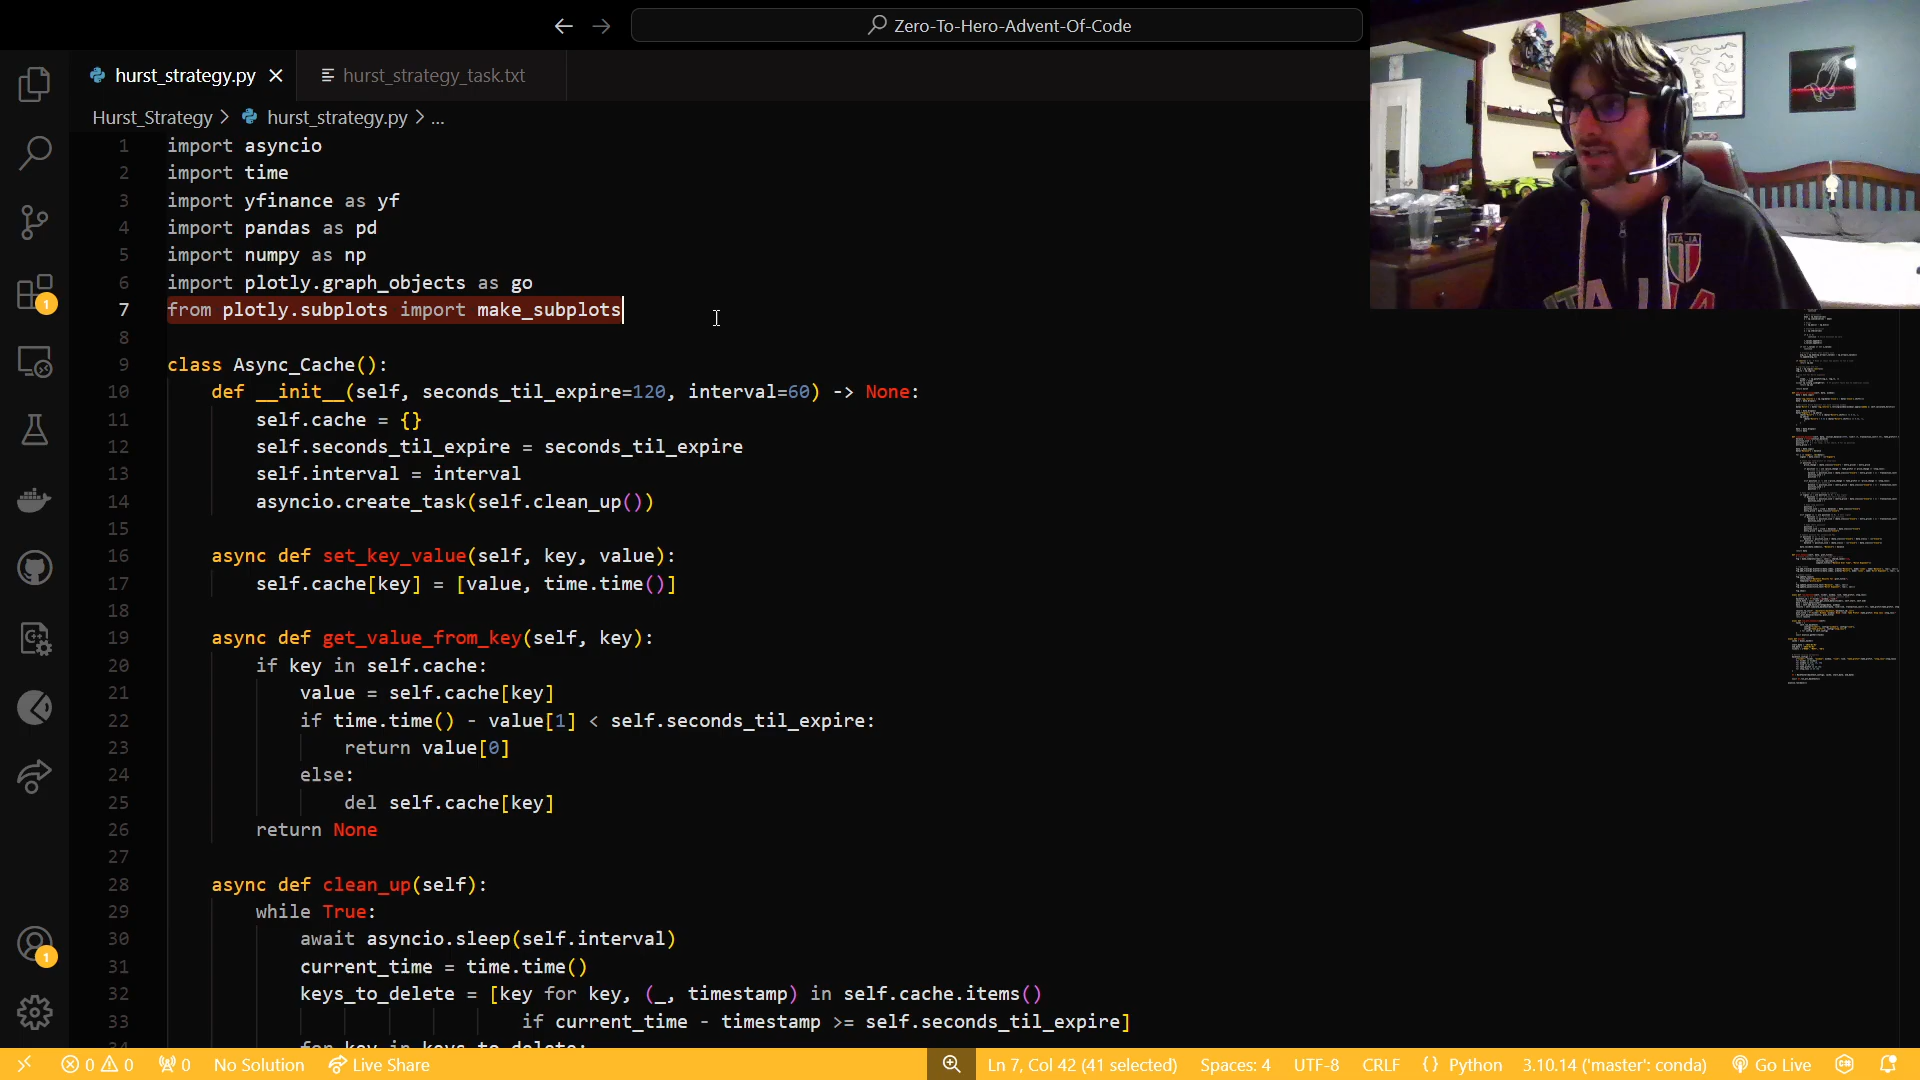 Zero-To-Hero-Advent-Of-Code
hurst_strategy.py
hurst_strategy_task.txt
Hurst_Strategy > hurst_strategy.py > ...
1 import asyncio
2 import time
3 import yfinance as yf
4 import pandas as pd
5 import numpy as np
6 import plotly.graph_objects as go
7 from plotly.subplots import make_subplots
8
9 class Async_Cache():
10 def __init__(self, seconds_til_expire=120, interval=60) -> None:
11 self.cache = {}
12 self.seconds_til_expire = seconds_til_expire
13 self.interval = interval
14 asyncio.create_task(self.clean_up())
15
16 async def set_key_value(self, key, value):
17 self.cache[key] = [value, time.time()]
18
19 async def get_value_from_key(self, key):
20 if key in self.cache:
21 value = self.cache[key]
22 if time.time() - value[1] < self.seconds_til_expire:
23 return value[0]
24 else:
25 del self.cache[key]
26 return None
27
28 async def clean_up(self):
29 while True:
30 await asyncio.sleep(self.interval)
31 current_time = time.time()
32 keys_to_delete = [key for key, (_, timestamp) in self.cache.items()
33 if current_time - timestamp >= self.seconds_til_expire]
34 for key in keys_to_delete:
1
1
ITALIA
ITALIA
0 0 0 No Solution Live Share Ln 7, Col 42 (41 selected) Spaces: 4 UTF-8 CRLF {} Python 3.10.14 ('master': conda) Go Live